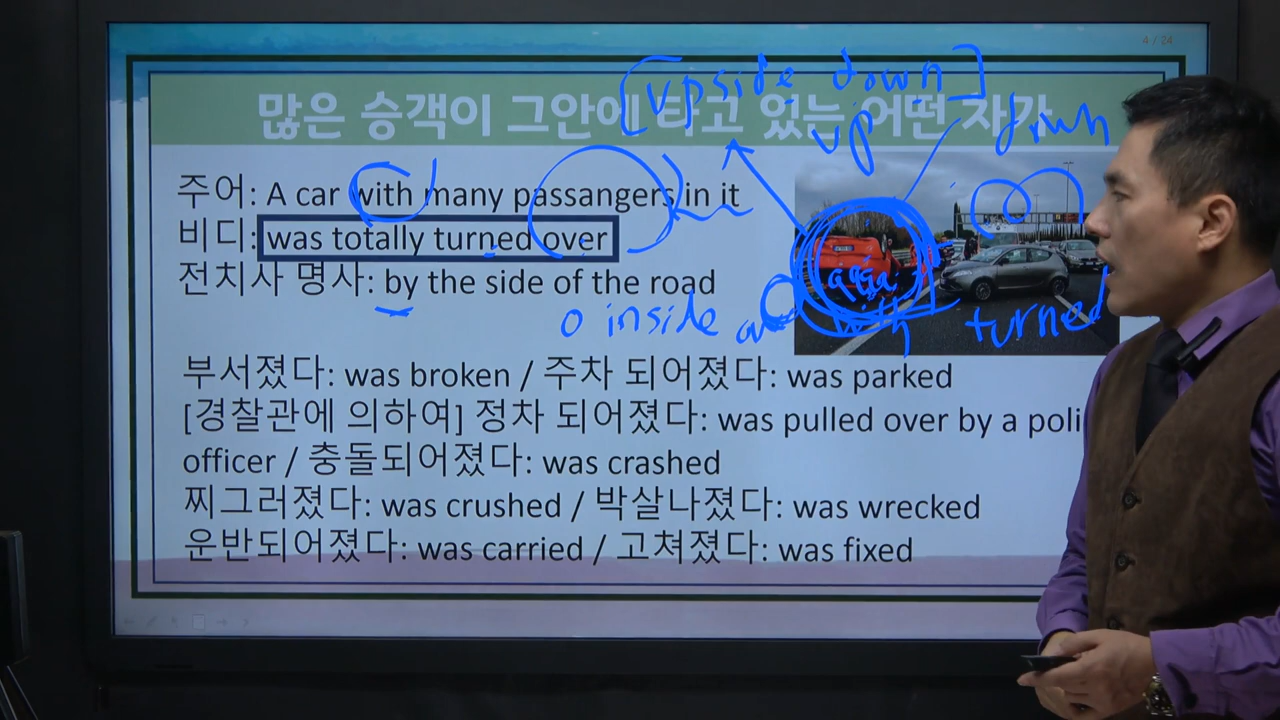 4 / 24
[upside down]
많은 승객이 그안에 타고 있는 어떤 차가
up
down
주어: A car with many passangers in it
비디: was totally turned over
전치사 명사: by the side of the road
inside
with
turned
부서졌다: was broken / 주차 되어졌다: was parked
[경찰관에 의하여] 정차 되어졌다: was pulled over by a poli
officer / 충돌되어졌다: was crashed
찌그러졌다: was crushed / 박살나졌다: was wrecked
운반되어졌다: was carried / 고쳐졌다: was fixed